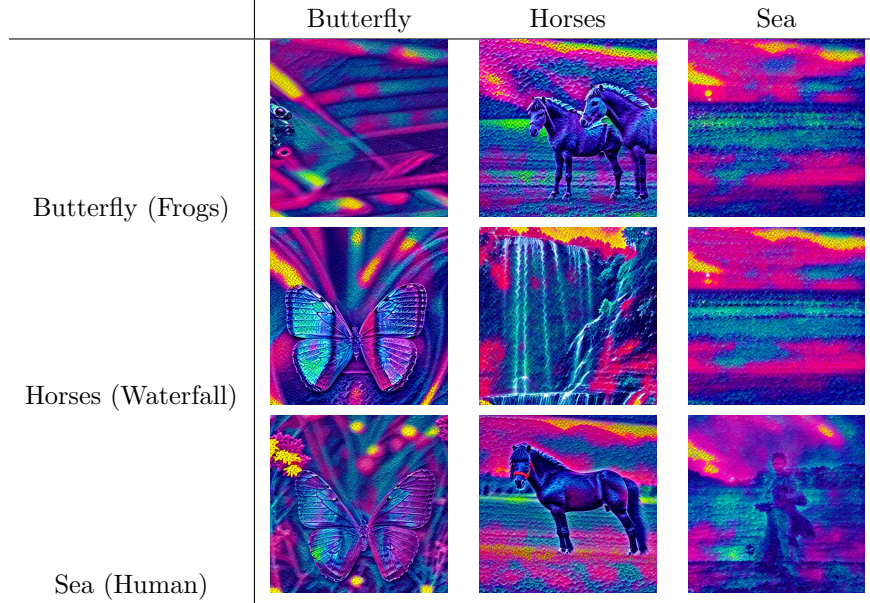 Butterfly Horses Sea
Butterfly (Frogs)
Horses (Waterfall)
Sea (Human)